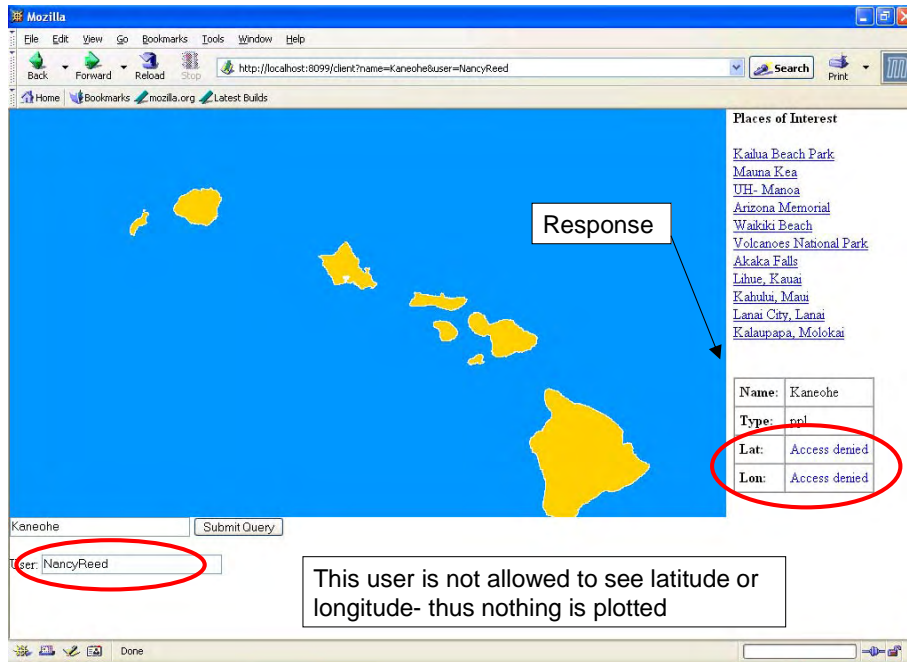 Mozilla
File Edit View Go Bookmarks Tools Window Help
Back Forward Reload Stop http://localhost:8099/client?name=Kaneohe&user=NancyReed Search Print
Home Bookmarks mozilla.org Latest Builds
Places of Interest
Kailua Beach Park
Mauna Kea
UH- Manoa
Arizona Memorial
Waikiki Beach
Volcanoes National Park
Akaka Falls
Lihue, Kauai
Kahului, Maui
Lanai City, Lanai
Kalaupapa, Molokai
Response
Name: Kaneohe
Type: ppl
Lat: Access denied
Lon: Access denied
Kaneohe Submit Query
User: NancyReed
This user is not allowed to see latitude or
longitude- thus nothing is plotted
Done